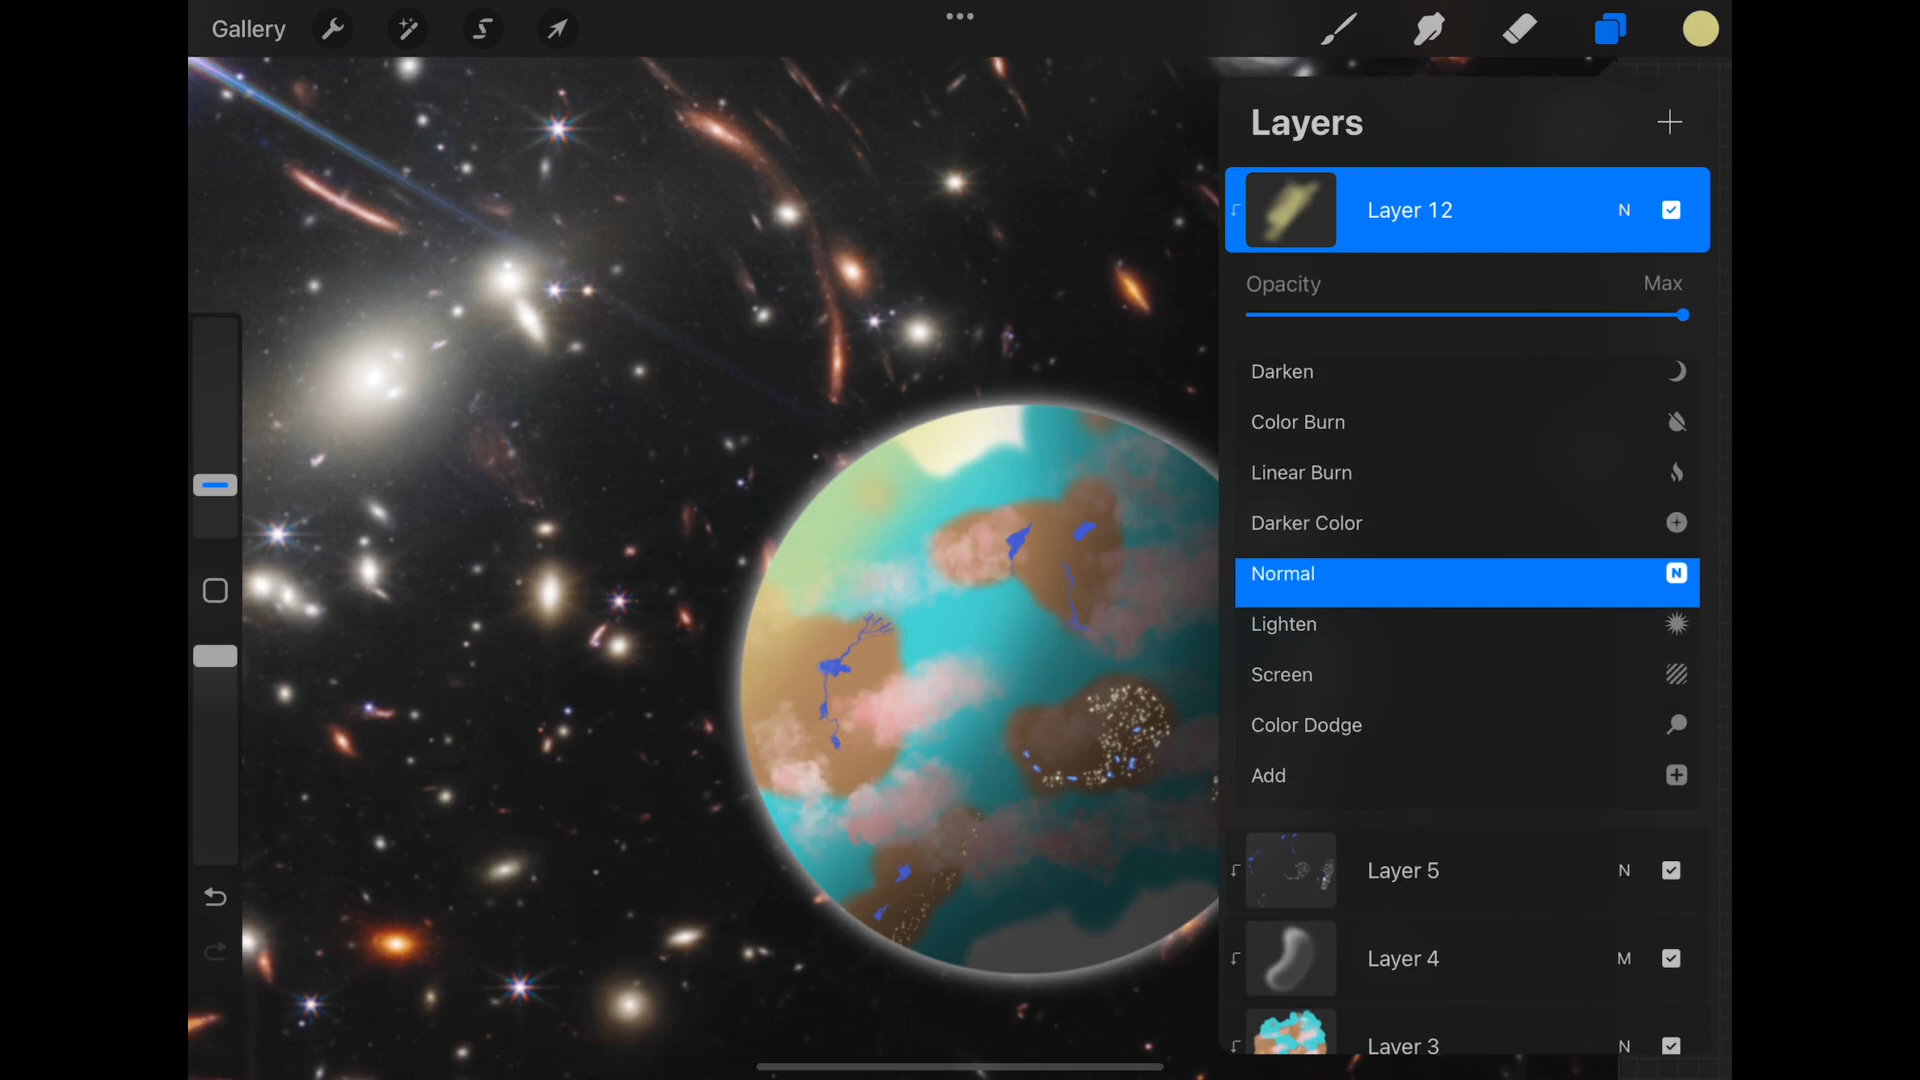 Gallery
Layers
Layer 12 N
Opacity Max
Darken
Color Burn
Linear Burn
Darker Color
Normal N
Lighten
Screen
Color Dodge
Add
Layer 5 N
Layer 4 M
Layer 3 N